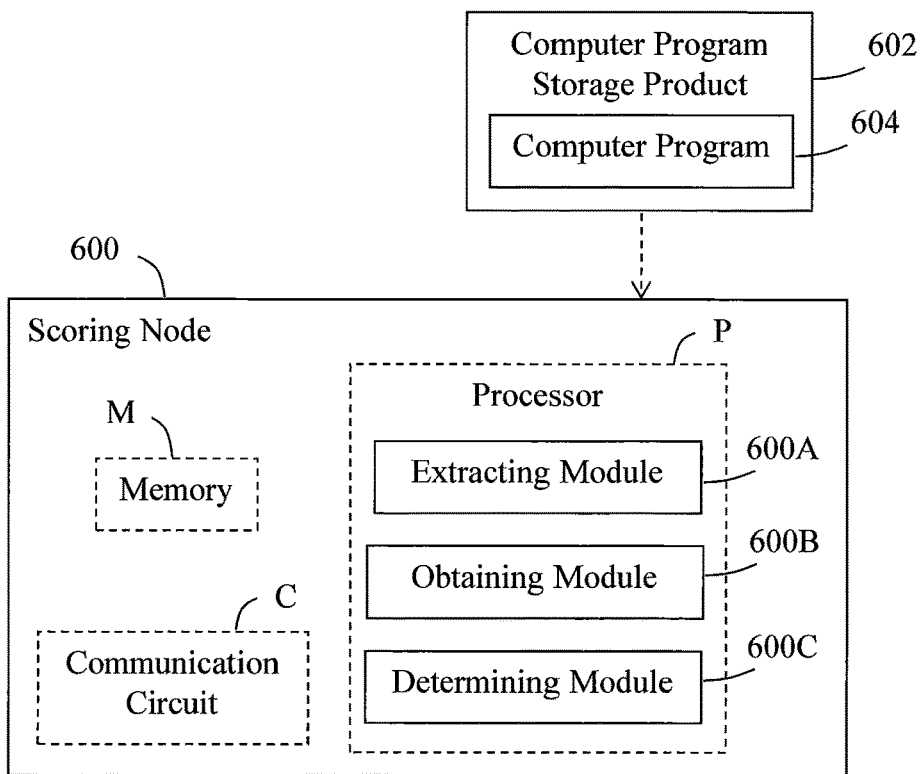 Computer Program
Storage Product
602
Computer Program
604
600
Scoring Node
P
Processor
M
Memory
Extracting Module
600A
Obtaining Module
600B
C
Communication
Circuit
Determining Module
600C